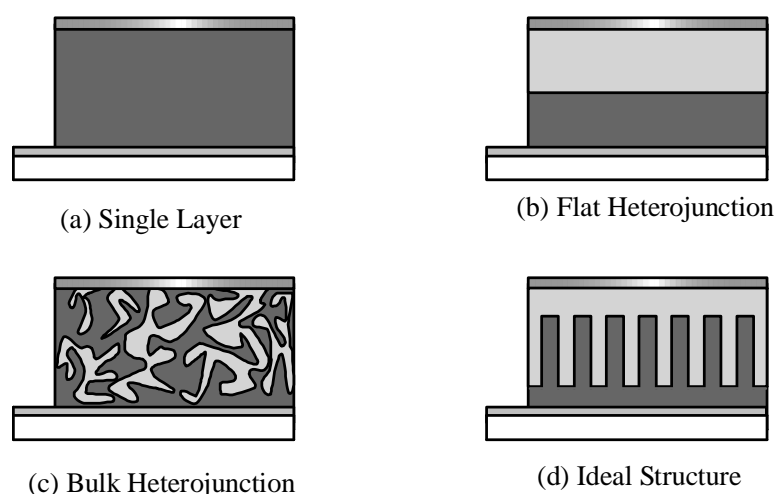 (a) Single Layer
(b) Flat Heterojunction
(c) Bulk Heterojunction
(d) Ideal Structure